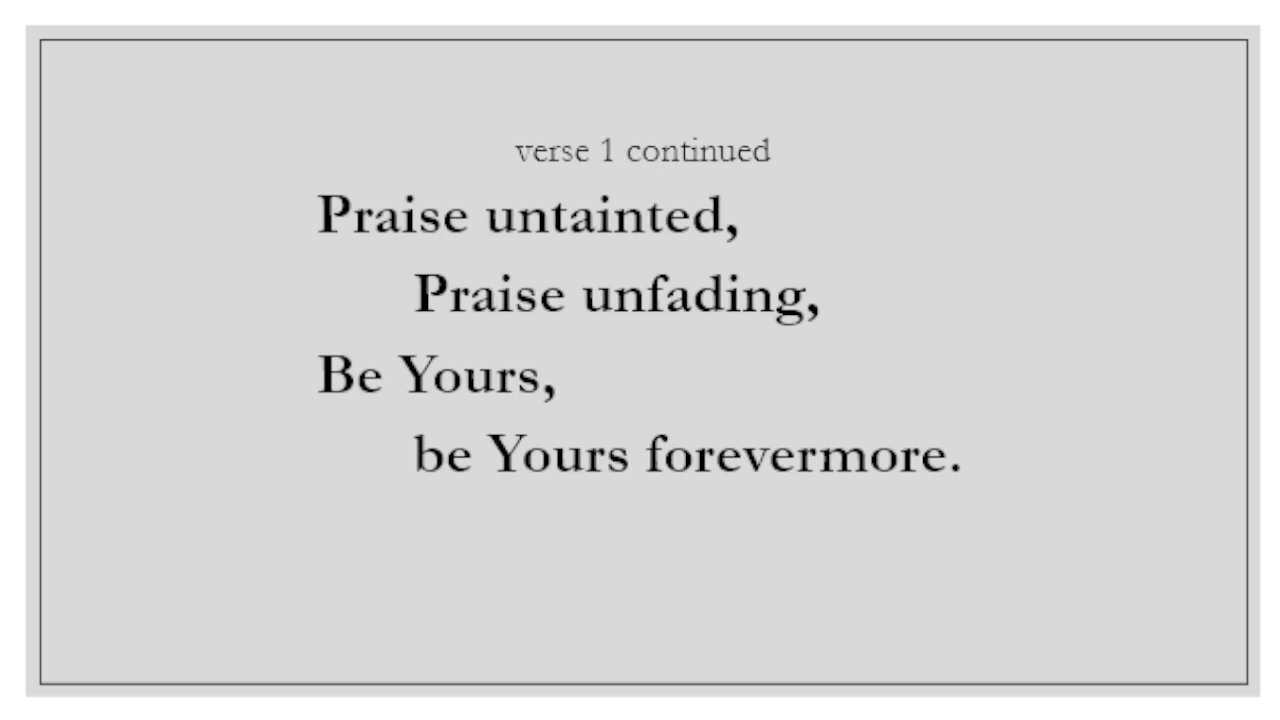 verse 1 continued
Praise untainted,
Praise unfading,
Be Yours,
be Yours forevermore.